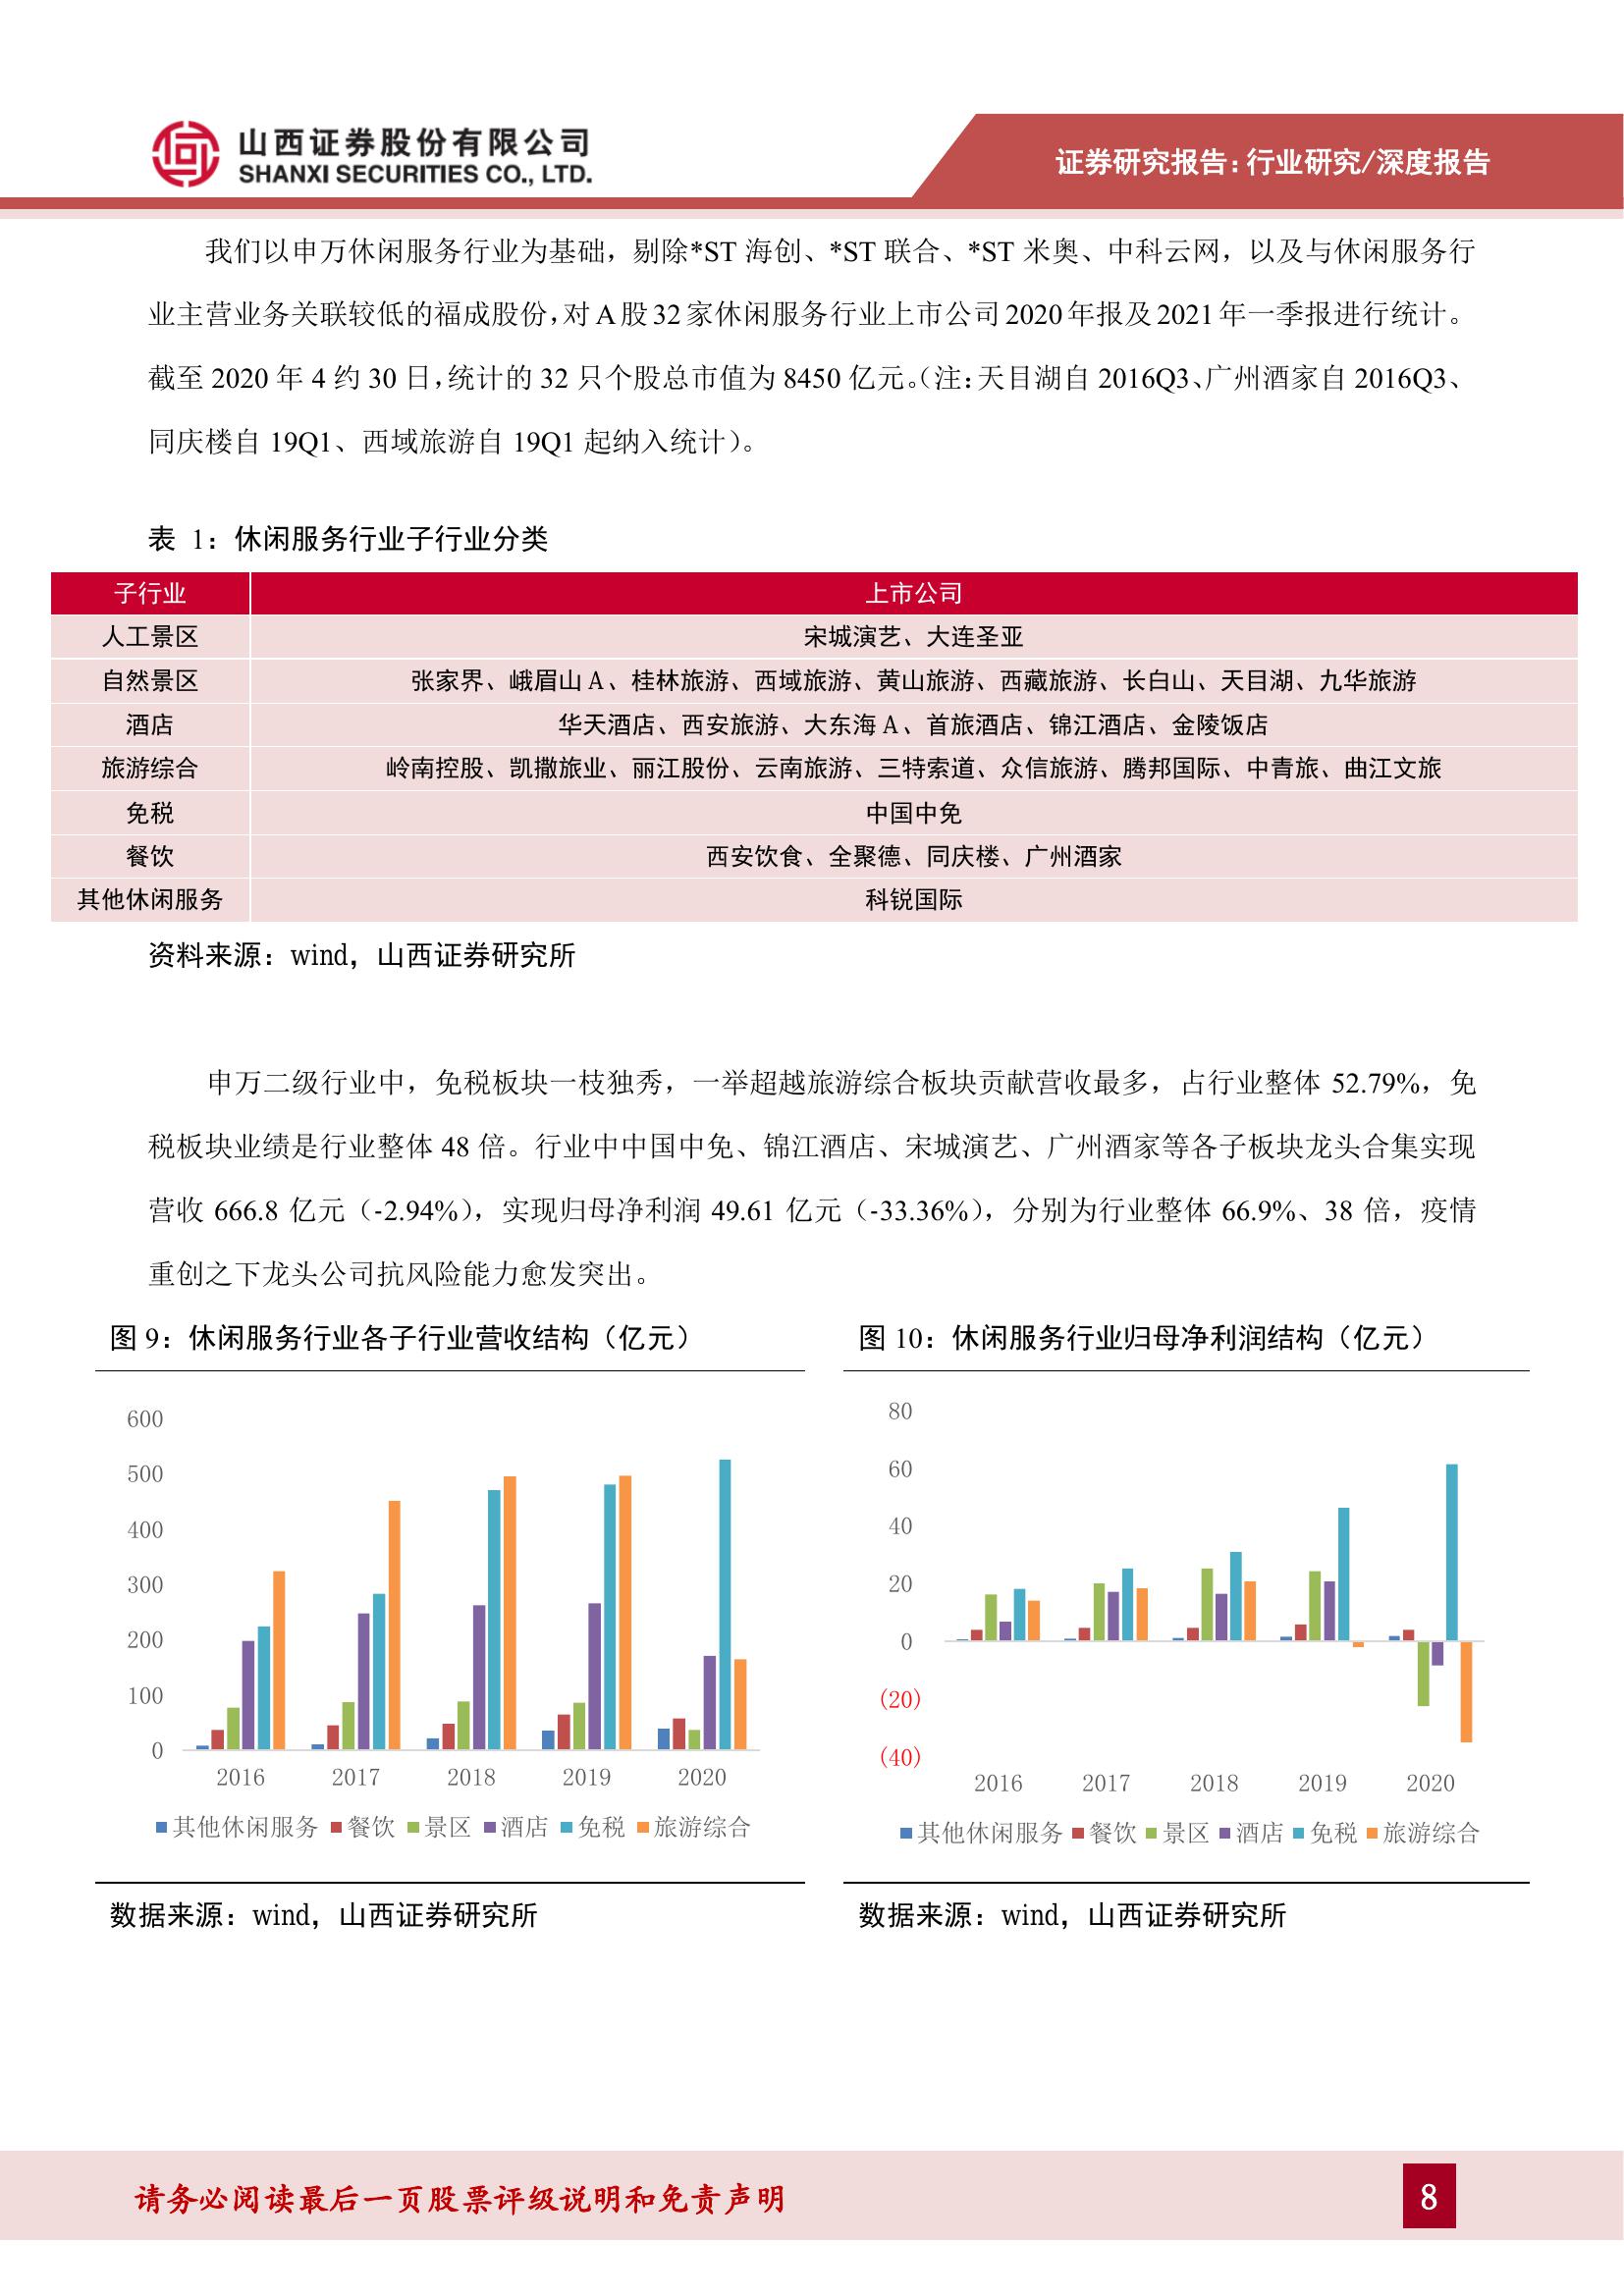 山西证券股份有限公司
SHANXI SECURITIES CO., LTD.
证券研究报告：行业研究/深度报告
我们以申万休闲服务行业为基础，剔除*ST 海创、*ST 联合、*ST 米奥、中科云网，以及与休闲服务行
业主营业务关联较低的福成股份，对 A 股 32 家休闲服务行业上市公司 2020 年报及 2021 年一季报进行统计。
截至 2020 年 4 约 30 日，统计的 32 只个股总市值为 8450 亿元。（注：天目湖自 2016Q3、广州酒家自 2016Q3、
同庆楼自 19Q1、西域旅游自 19Q1 起纳入统计）。
表 1：休闲服务行业子行业分类
子行业 上市公司
人工景区 宋城演艺、大连圣亚
自然景区 张家界、峨眉山 A、桂林旅游、西域旅游、黄山旅游、西藏旅游、长白山、天目湖、九华旅游
酒店 华天酒店、西安旅游、大东海 A、首旅酒店、锦江酒店、金陵饭店
旅游综合 岭南控股、凯撒旅业、丽江股份、云南旅游、三特索道、众信旅游、腾邦国际、中青旅、曲江文旅
免税 中国中免
餐饮 西安饮食、全聚德、同庆楼、广州酒家
其他休闲服务 科锐国际
资料来源：wind，山西证券研究所
申万二级行业中，免税板块一枝独秀，一举超越旅游综合板块贡献营收最多，占行业整体 52.79%，免
税板块业绩是行业整体 48 倍。行业中中国中免、锦江酒店、宋城演艺、广州酒家等各子板块龙头合集实现
营收 666.8 亿元（-2.94%），实现归母净利润 49.61 亿元（-33.36%），分别为行业整体 66.9%、38 倍，疫情
重创之下龙头公司抗风险能力愈发突出。
图 9：休闲服务行业各子行业营收结构（亿元）
600
500
400
300
200
100
0
2016 2017 2018 2019 2020
其他休闲服务 餐饮 景区 酒店 免税 旅游综合
数据来源：wind，山西证券研究所
图 10：休闲服务行业归母净利润结构（亿元）
80
60
40
20
0
(20)
(40)
2016 2017 2018 2019 2020
其他休闲服务 餐饮 景区 酒店 免税 旅游综合
数据来源：wind，山西证券研究所
请务必阅读最后一页股票评级说明和免责声明
8